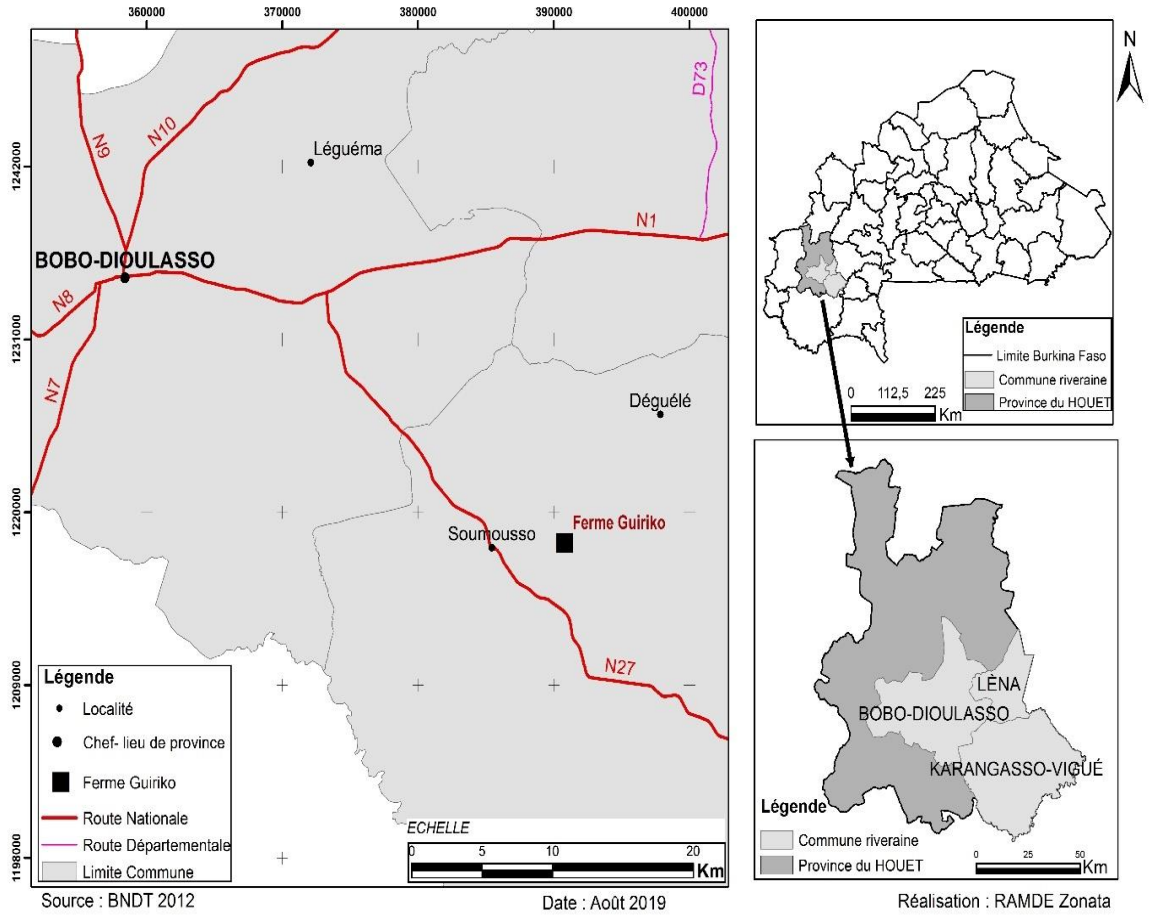 360000
370000
380000
390000
400000
1242000
1231000
1220000
1209000
1198000
N9
N10
D73
Léguéma
N1
BOBO-DIOULASSO
N8
N7
Déguélé
Soumousso
Ferme Guiriko
N27
Légende
Localité
Chef- lieu de province
Ferme Guiriko
Route Nationale
Route Départementale
Limite Commune
ECHELLE
0 5 10 20
Km
Source : BNDT 2012
Date : Août 2019
N
Légende
Limite Burkina Faso
Commune riveraine
Province du HOUET
0 112,5 225
Km
LÈNA
BOBO-DIOULASSO
KARANGASSO-VIGUÉ
Légende
Commune riveraine
Province du HOUET
0 25 50
Km
Réalisation : RAMDE Zonata